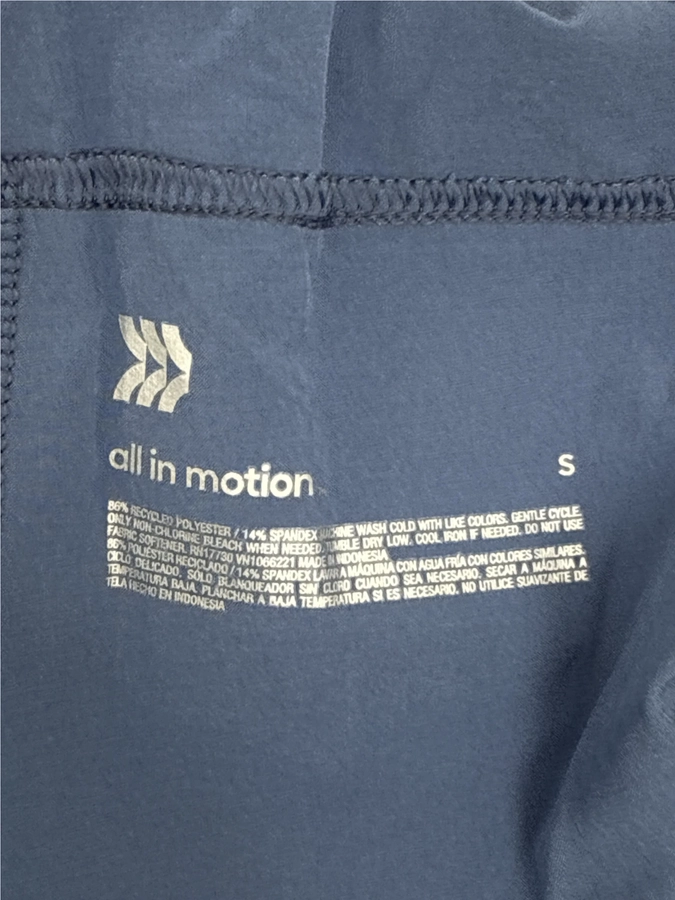 all in motion
S
86% RECYCLED POLYESTER / 14% SPANDEX MACHINE WASH COLD WITH LIKE COLORS. GENTLE CYCLE.
ONLY NON-CHLORINE BLEACH WHEN NEEDED. TUMBLE DRY LOW. COOL IRON IF NEEDED. DO NOT USE
FABRIC SOFTENER. RN17730 VN1066221 MADE IN INDONESIA
86% POLIÉSTER RECICLADO / 14% SPANDEX LAVAR A MÁQUINA CON AGUA FRÍA CON COLORES SIMILARES.
CICLO DELICADO. SÓLO BLANQUEADOR SIN CLORO CUANDO SEA NECESARIO. SECAR A MÁQUINA A
TEMPERATURA BAJA. PLANCHAR A BAJA TEMPERATURA SI ES NECESARIO. NO UTILICE SUAVIZANTE DE
TELA HECHO EN INDONESIA